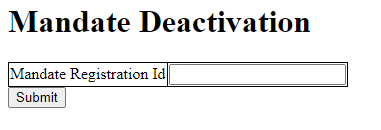 Mandate Deactivation
Mandate Registration Id
Submit